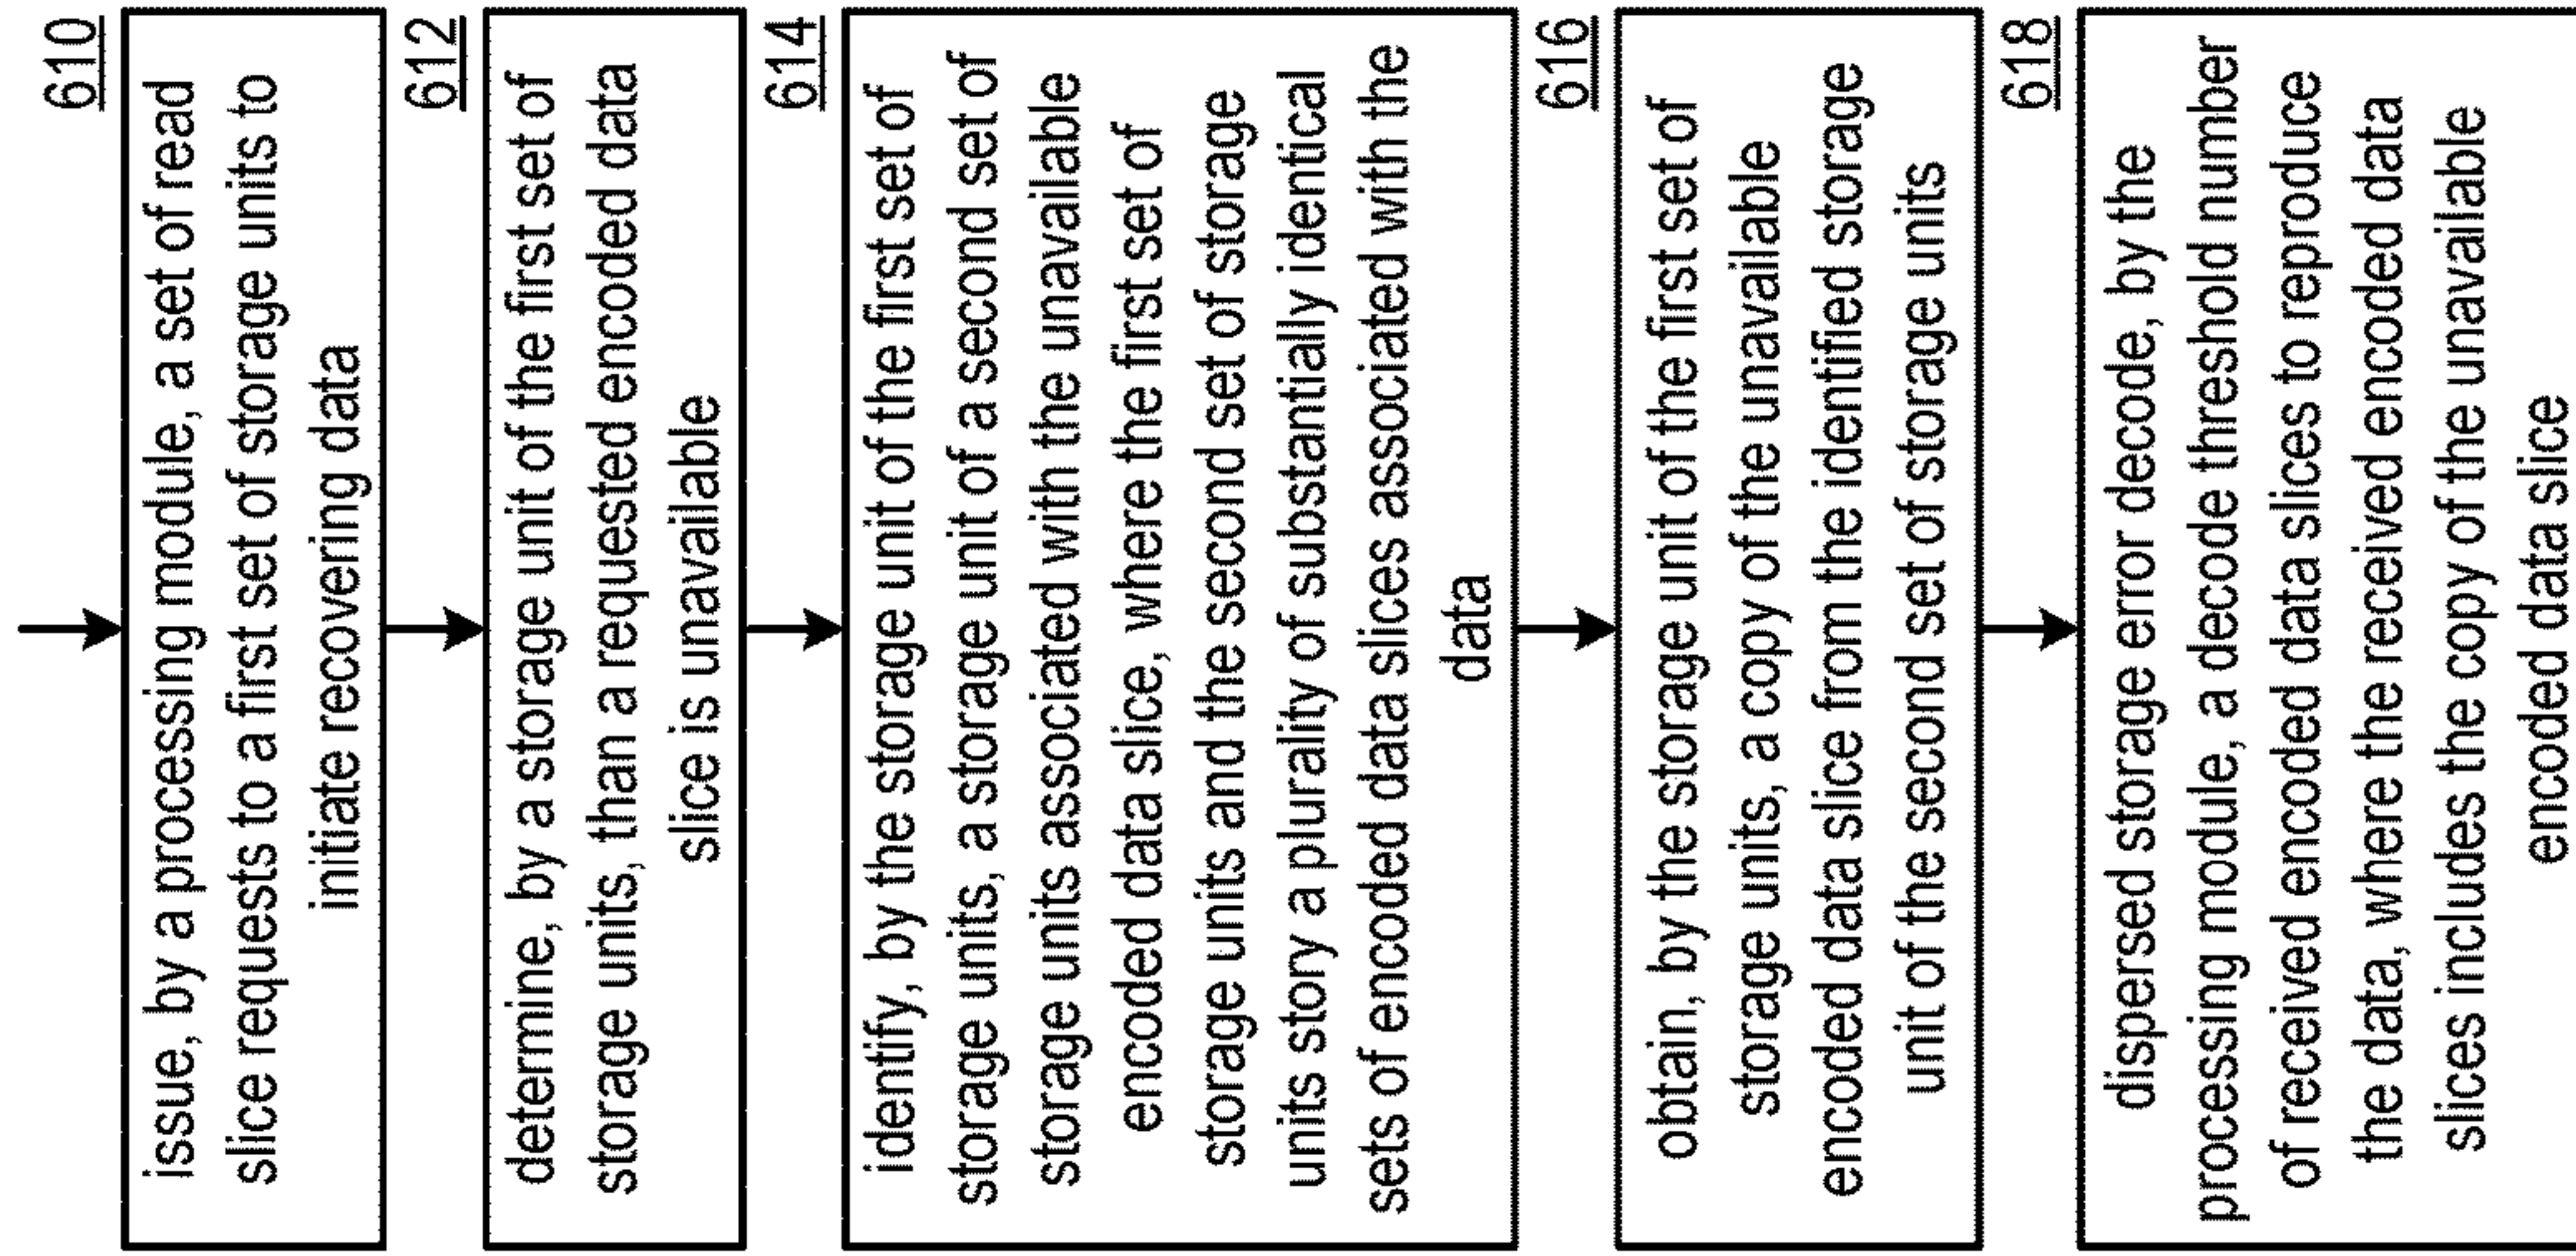 610
issue, by a processing module, a set of read
slice requests to a first set of storage units to
initiate recovering data
612
determine, by a storage unit of the first set of
storage units, than a requested encoded data
slice is unavailable
614
identify, by the storage unit of the first set of
storage units, a storage unit of a second set of
storage units associated with the unavailable
encoded data slice, where the first set of
storage units and the second set of storage
units story a plurality of substantially identical
sets of encoded data slices associated with the
data
616
obtain, by the storage unit of the first set of
storage units, a copy of the unavailable
encoded data slice from the identified storage
unit of the second set of storage units
618
dispersed storage error decode, by the
processing module, a decode threshold number
of received encoded data slices to reproduce
the data, where the received encoded data
slices includes the copy of the unavailable
encoded data slice